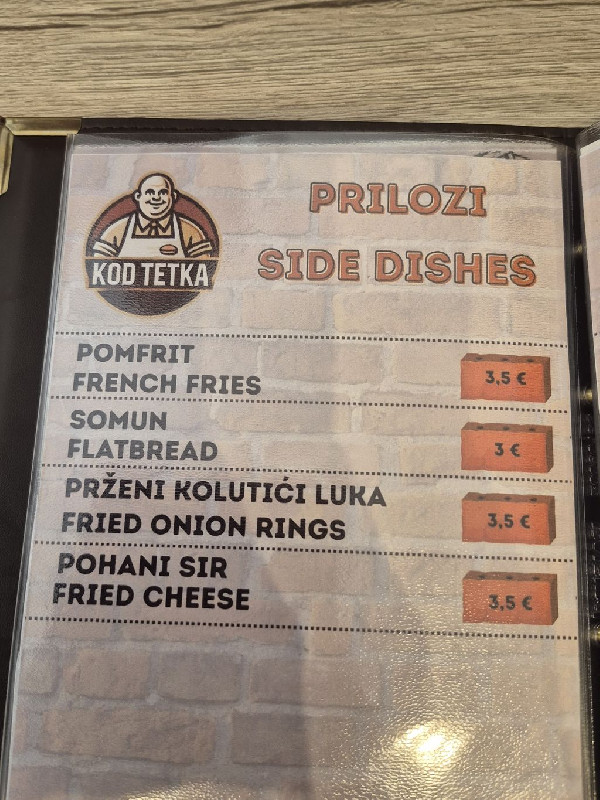 KOD TETKA
PRILOZI
SIDE DISHES
POMFRIT
FRENCH FRIES
3,5 €
SOMUN
FLATBREAD
3 €
PRŽENI KOLUTIĆI LUKA
FRIED ONION RINGS
3,5 €
POHANI SIR
FRIED CHEESE
3,5 €